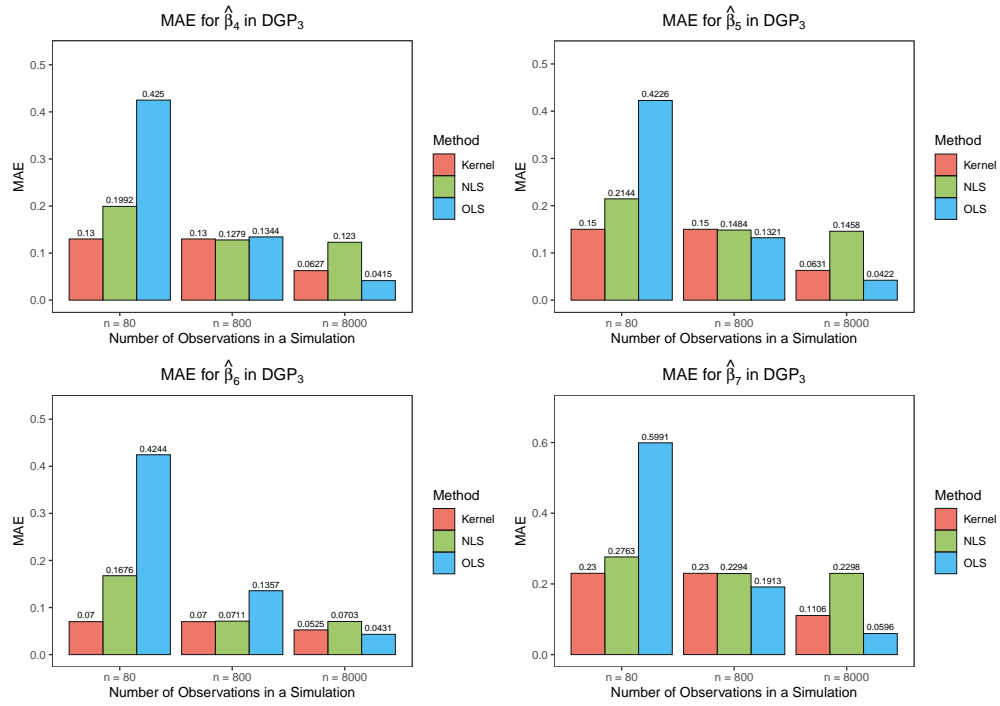 MAE for β̂4 in DGP3
0.5
0.4
0.3
0.2
0.1
0.0
MAE
0.13
0.1992
0.425
0.13
0.1279
0.1344
0.0627
0.123
0.0415
n = 80
n = 800
n = 8000
Number of Observations in a Simulation
Method
Kernel
NLS
OLS
MAE for β̂5 in DGP3
0.5
0.4
0.3
0.2
0.1
0.0
MAE
0.15
0.2144
0.4226
0.15
0.1484
0.1321
0.0631
0.1458
0.0422
n = 80
n = 800
n = 8000
Number of Observations in a Simulation
Method
Kernel
NLS
OLS
MAE for β̂6 in DGP3
0.5
0.4
0.3
0.2
0.1
0.0
MAE
0.07
0.1676
0.4244
0.07
0.0711
0.1357
0.0525
0.0703
0.0431
n = 80
n = 800
n = 8000
Number of Observations in a Simulation
Method
Kernel
NLS
OLS
MAE for β̂7 in DGP3
0.6
0.4
0.2
0.0
MAE
0.23
0.2763
0.5991
0.23
0.2294
0.1913
0.1106
0.2298
0.0596
n = 80
n = 800
n = 8000
Number of Observations in a Simulation
Method
Kernel
NLS
OLS